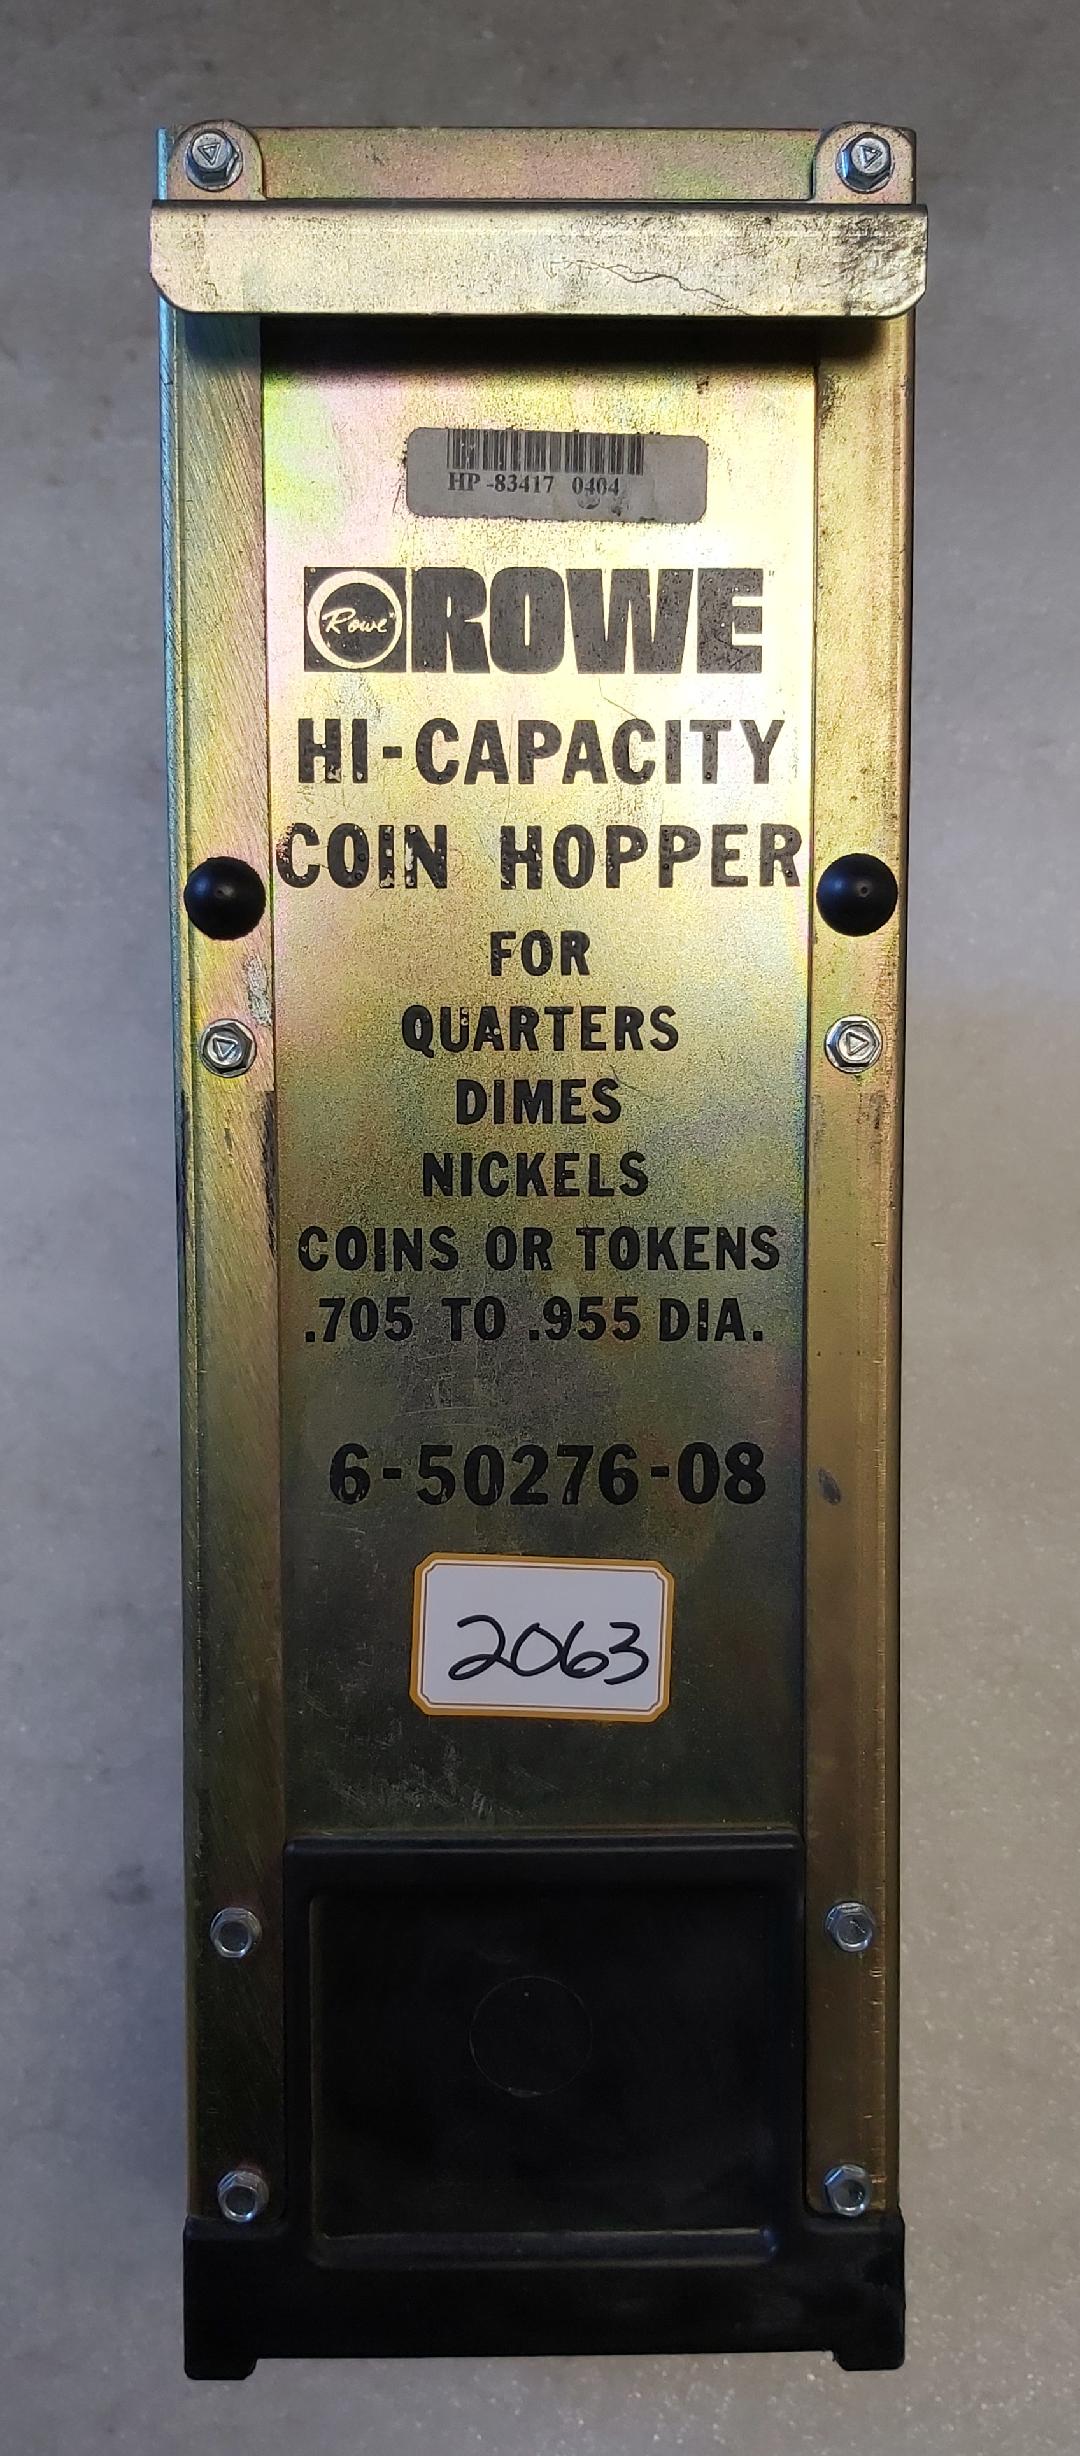 HP -83417 0404
Rowe ROWE
HI-CAPACITY
COIN HOPPER
FOR
QUARTERS
DIMES
NICKELS
COINS OR TOKENS
.705 TO .955 DIA.
6-50276-08
2063